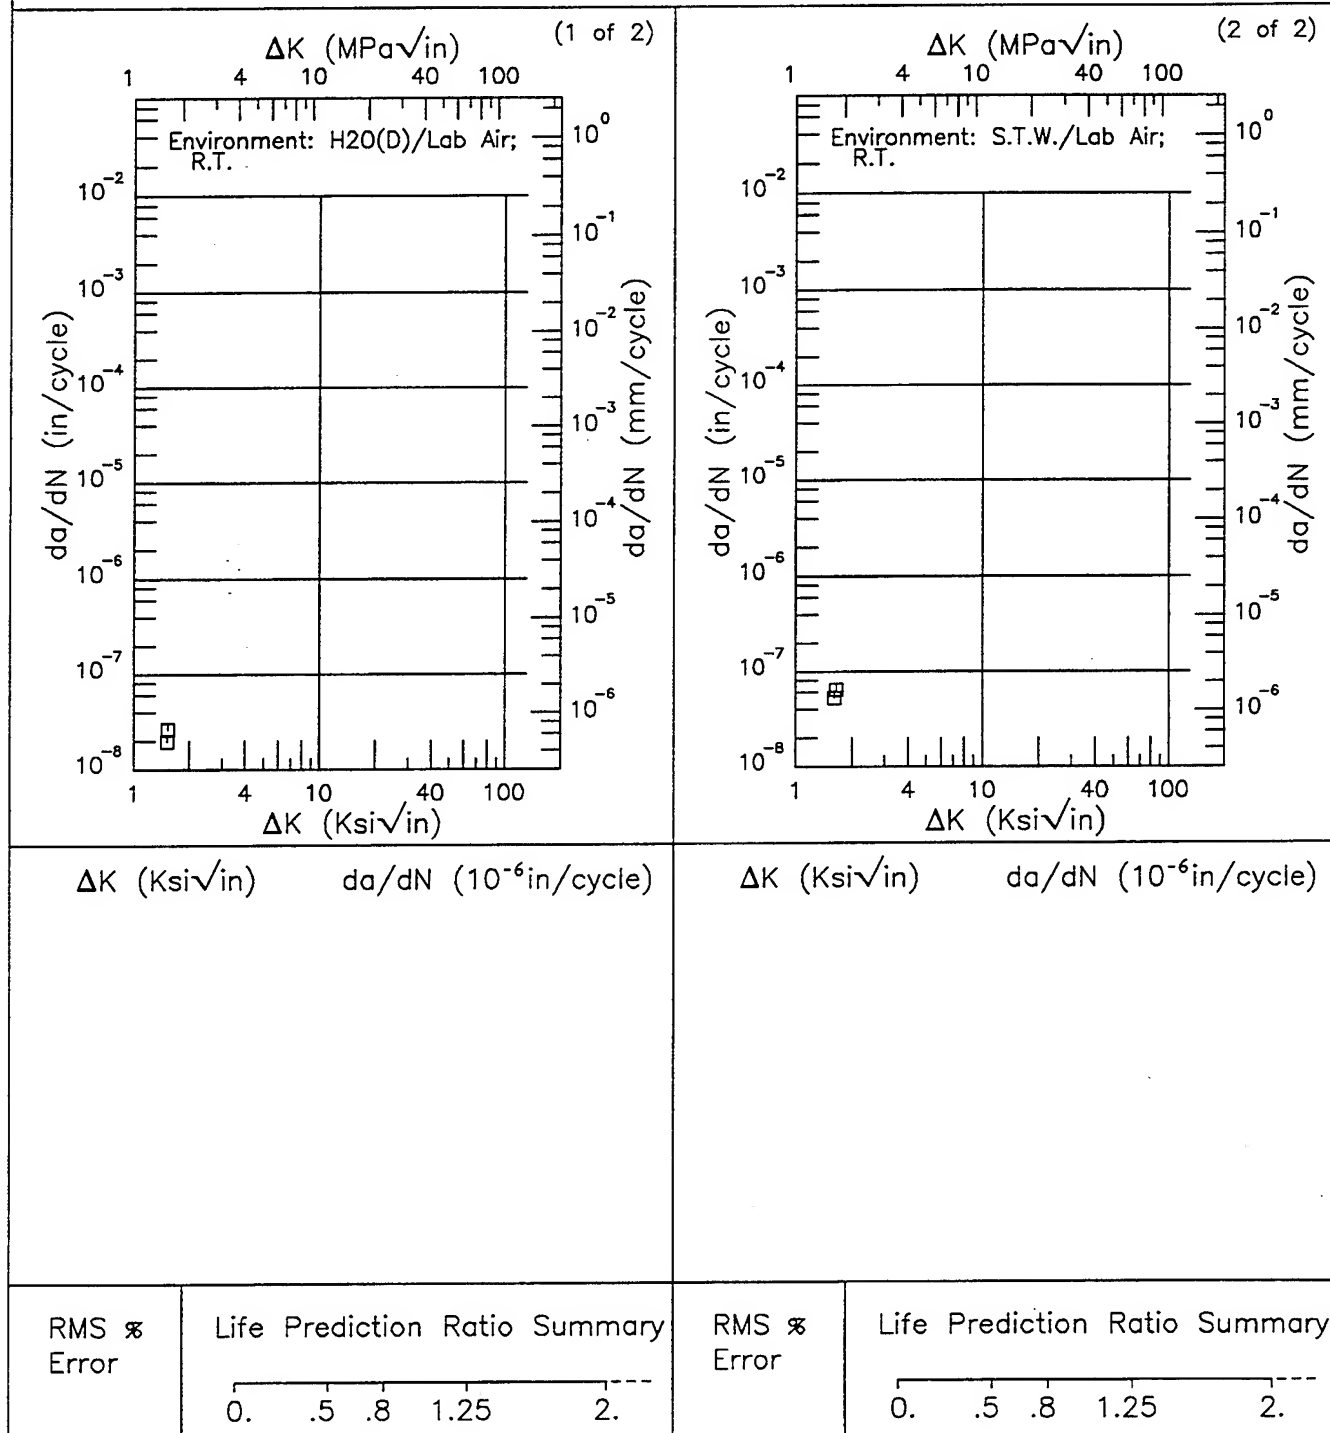 (1 of 2)
ΔK (MPa√in)
1 4 10 40 100
Environment: H2O(D)/Lab Air;
R.T.
da/dN (in/cycle)
10⁻²
10⁻³
10⁻⁴
10⁻⁵
10⁻⁶
10⁻⁷
10⁻⁸
10⁰
10⁻¹
10⁻²
10⁻³
10⁻⁴
10⁻⁵
10⁻⁶
da/dN (mm/cycle)
1 4 10 40 100
ΔK (Ksi√in)
(2 of 2)
ΔK (MPa√in)
1 4 10 40 100
Environment: S.T.W./Lab Air;
R.T.
da/dN (in/cycle)
10⁻²
10⁻³
10⁻⁴
10⁻⁵
10⁻⁶
10⁻⁷
10⁻⁸
10⁰
10⁻¹
10⁻²
10⁻³
10⁻⁴
10⁻⁵
10⁻⁶
da/dN (mm/cycle)
1 4 10 40 100
ΔK (Ksi√in)
ΔK (Ksi√in) da/dN (10⁻⁶in/cycle)
ΔK (Ksi√in) da/dN (10⁻⁶in/cycle)
RMS %
Error
Life Prediction Ratio Summary
0. .5 .8 1.25 2.
RMS %
Error
Life Prediction Ratio Summary
0. .5 .8 1.25 2.